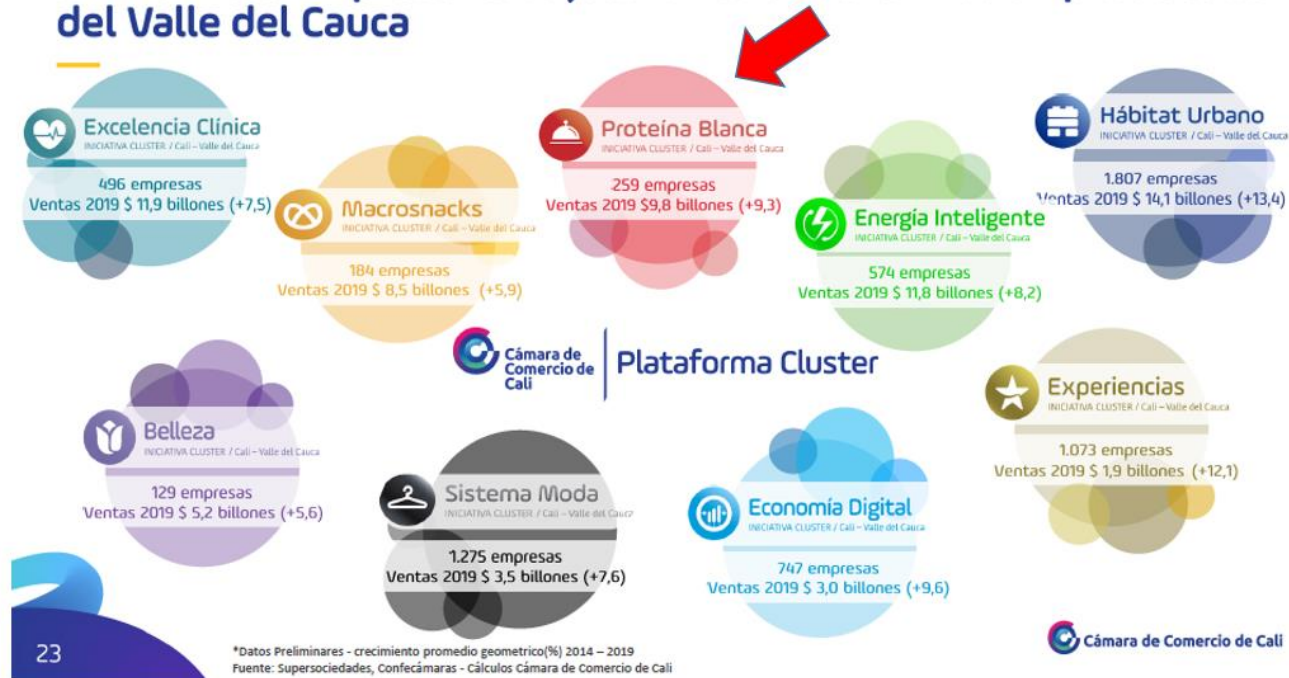 del Valle del Cauca
Excelencia Clínica
INICIATIVA CLUSTER / Cali – Valle del Cauca
496 empresas
Ventas 2019 $ 11,9 billones (+7,5)
Macrosnacks
INICIATIVA CLUSTER / Cali – Valle del Cauca
184 empresas
Ventas 2019 $ 8,5 billones (+5,9)
Proteína Blanca
INICIATIVA CLUSTER / Cali – Valle del Cauca
259 empresas
Ventas 2019 $9,8 billones (+9,3)
Energía Inteligente
INICIATIVA CLUSTER / Cali – Valle del Cauca
574 empresas
Ventas 2019 $ 11,8 billones (+8,2)
Hábitat Urbano
INICIATIVA CLUSTER / Cali – Valle del Cauca
1.807 empresas
Ventas 2019 $ 14,1 billones (+13,4)
Cámara de
Comercio de
Cali
Plataforma Cluster
Belleza
INICIATIVA CLUSTER / Cali – Valle del Cauca
129 empresas
Ventas 2019 $ 5,2 billones (+5,6)
Sistema Moda
INICIATIVA CLUSTER / Cali – Valle del Cauca
1.275 empresas
Ventas 2019 $ 3,5 billones (+7,6)
Economía Digital
INICIATIVA CLUSTER / Cali – Valle del Cauca
747 empresas
Ventas 2019 $ 3,0 billones (+9,6)
Experiencias
INICIATIVA CLUSTER / Cali – Valle del Cauca
1.073 empresas
Ventas 2019 $ 1,9 billones (+12,1)
23
*Datos Preliminares - crecimiento promedio geometrico(%) 2014 – 2019
Fuente: Supersociedades, Confecámaras - Cálculos Cámara de Comercio de Cali
Cámara de Comercio de Cali